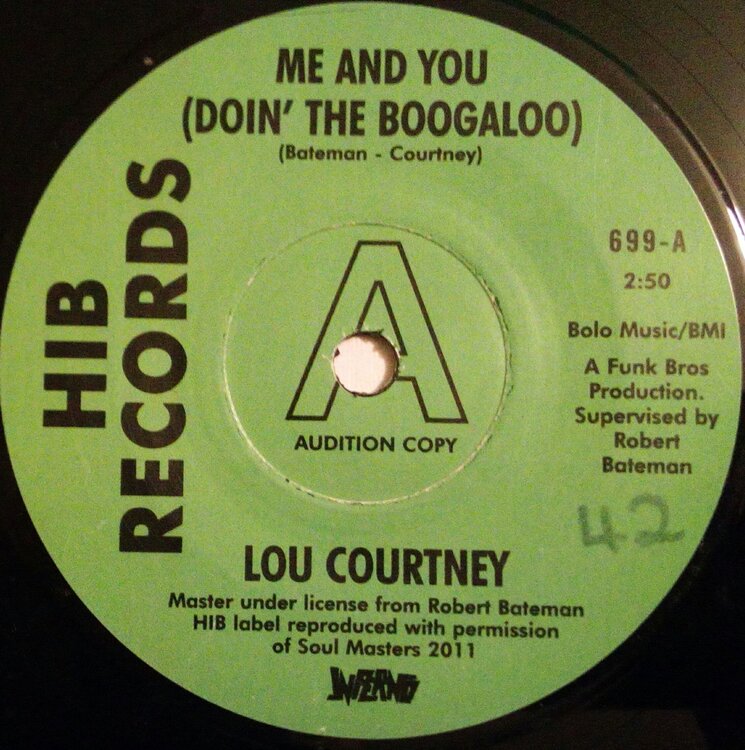 ME AND YOU
(DOIN' THE BOOGALOO)
(Bateman - Courtney)
HIB
RECORDS
699-A
2:50
Bolo Music/BMI
A Funk Bros
Production.
Supervised by
Robert
Bateman
A
AUDITION COPY
42
LOU COURTNEY
Master under license from Robert Bateman
HIB label reproduced with permission
of Soul Masters 2011
INFERNO